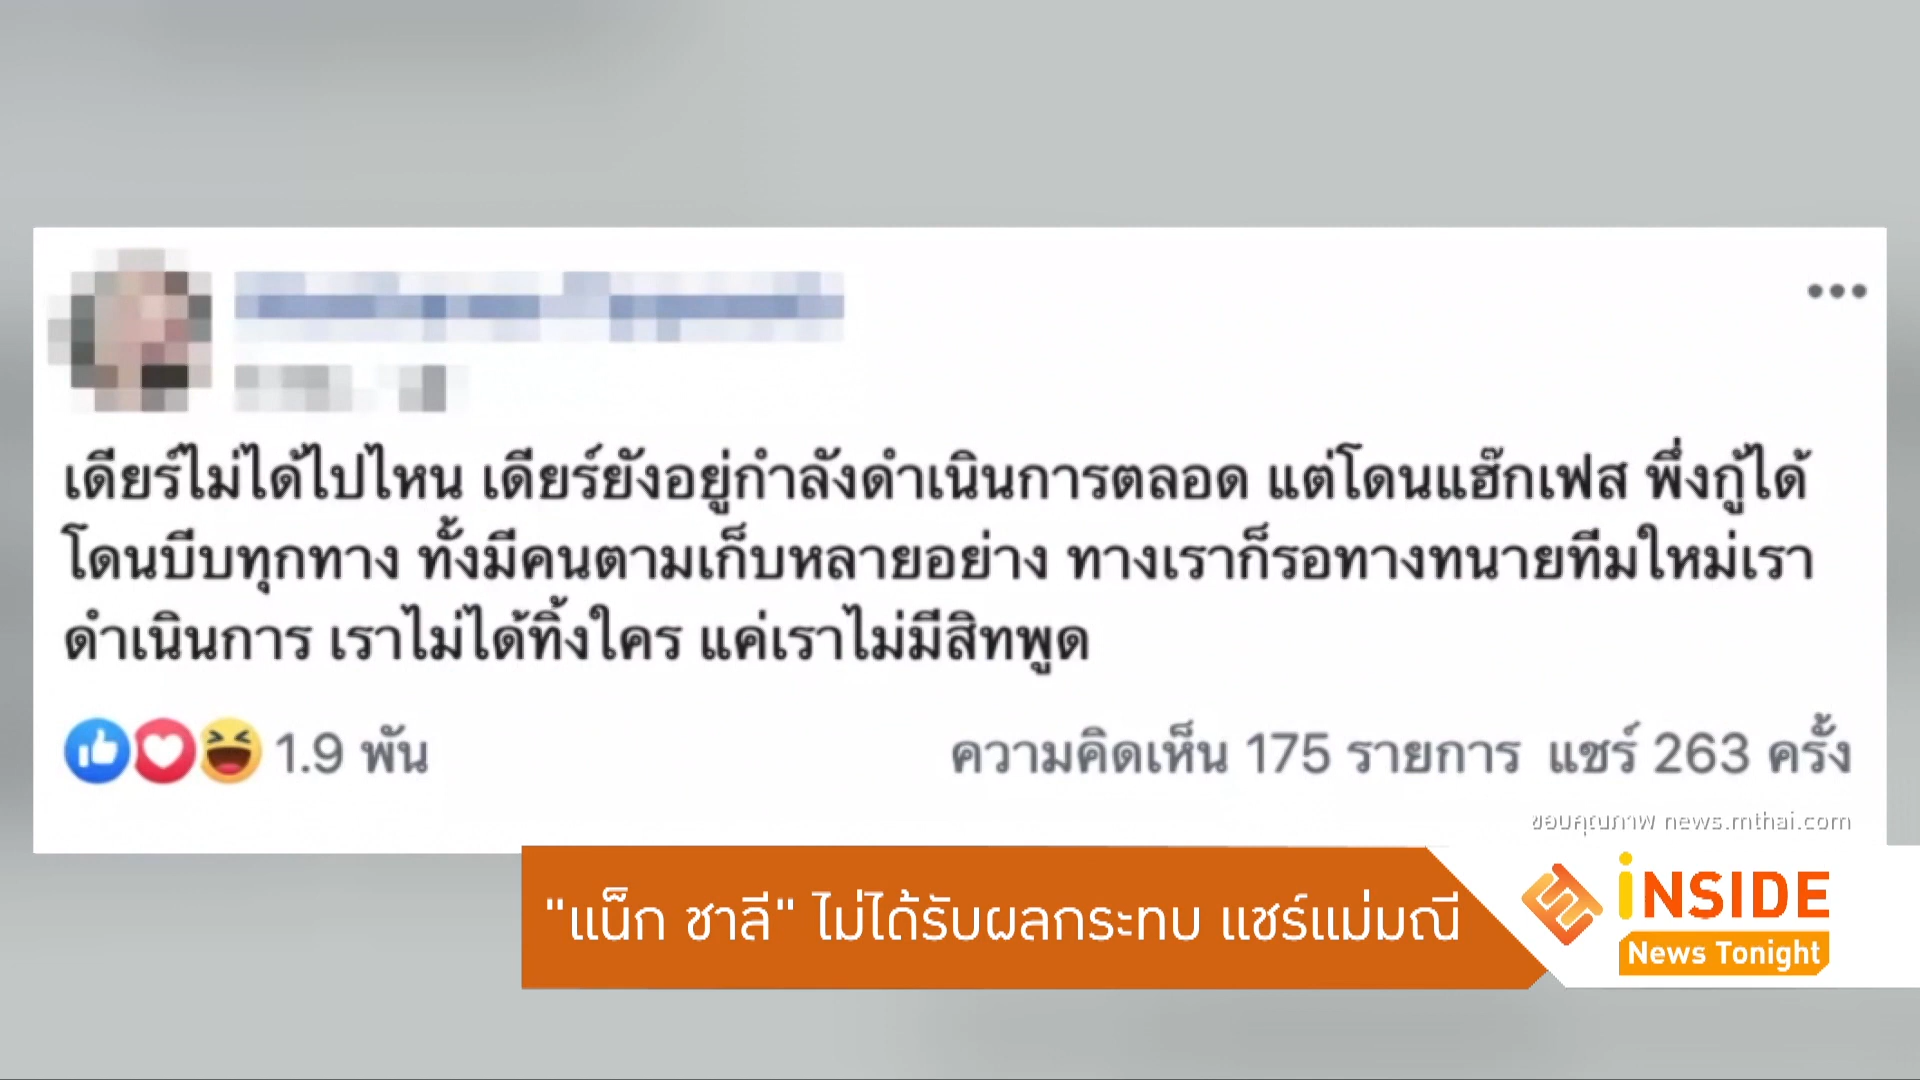 เดียร์ไม่ได้ไปไหน เดียร์ยังอยู่กำลังดำเนินการตลอด แต่โดนแฮ๊กเฟส พึ่งกู้ได้
โดนบีบทุกทาง ทั้งมีคนตามเก็บหลายอย่าง ทางเราก็รอทางทนายทีมใหม่เรา
ดำเนินการ เราไม่ได้ทิ้งใคร แค่เราไม่มีสิทพูด
1.9 พัน ความคิดเห็น 175 รายการ แชร์ 263 ครั้ง
ขอบคุณภาพ news.mthai.com
"แน็ก ชาลี" ไม่ได้รับผลกระทบ แชร์แม่มณี
iNSIDE
News Tonight